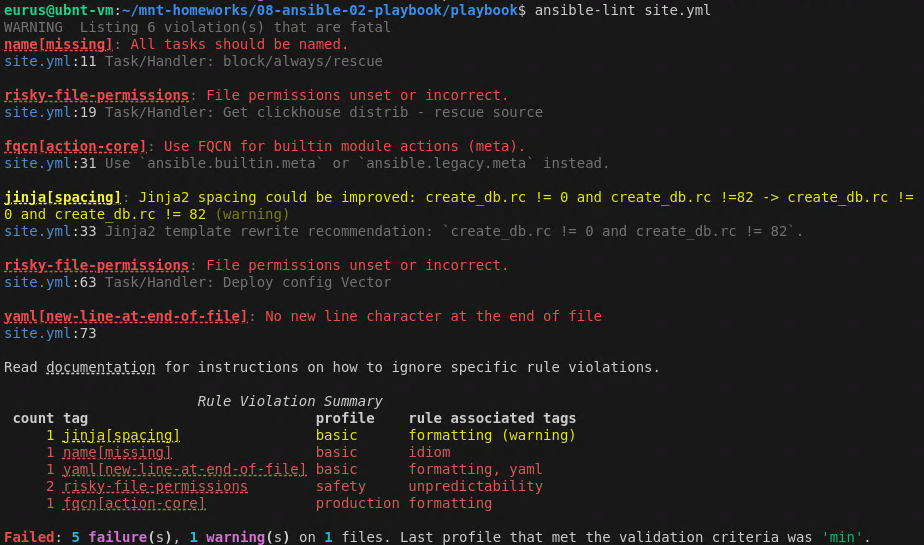 eurus@ubnt-vm:~/mnt-homeworks/08-ansible-02-playbook/playbook$ ansible-lint site.yml
WARNING  Listing 6 violation(s) that are fatal
name[missing]: All tasks should be named.
site.yml:11 Task/Handler: block/always/rescue
risky-file-permissions: File permissions unset or incorrect.
site.yml:19 Task/Handler: Get clickhouse distrib - rescue source
fqcn[action-core]: Use FQCN for builtin module actions (meta).
site.yml:31 Use `ansible.builtin.meta` or `ansible.legacy.meta` instead.
jinja[spacing]: Jinja2 spacing could be improved: create_db.rc != 0 and create_db.rc !=82 -> create_db.rc !=
0 and create_db.rc != 82 (warning)
site.yml:33 Jinja2 template rewrite recommendation: `create_db.rc != 0 and create_db.rc != 82`.
risky-file-permissions: File permissions unset or incorrect.
site.yml:63 Task/Handler: Deploy config Vector
yaml[new-line-at-end-of-file]: No new line character at the end of file
site.yml:73
Read documentation for instructions on how to ignore specific rule violations.
Rule Violation Summary
count tag profile rule associated tags
1 jinja[spacing] basic formatting (warning)
1 name[missing] basic idiom
1 yaml[new-line-at-end-of-file] basic formatting, yaml
2 risky-file-permissions safety unpredictability
1 fqcn[action-core] production formatting
Failed: 5 failure(s), 1 warning(s) on 1 files. Last profile that met the validation criteria was 'min'.